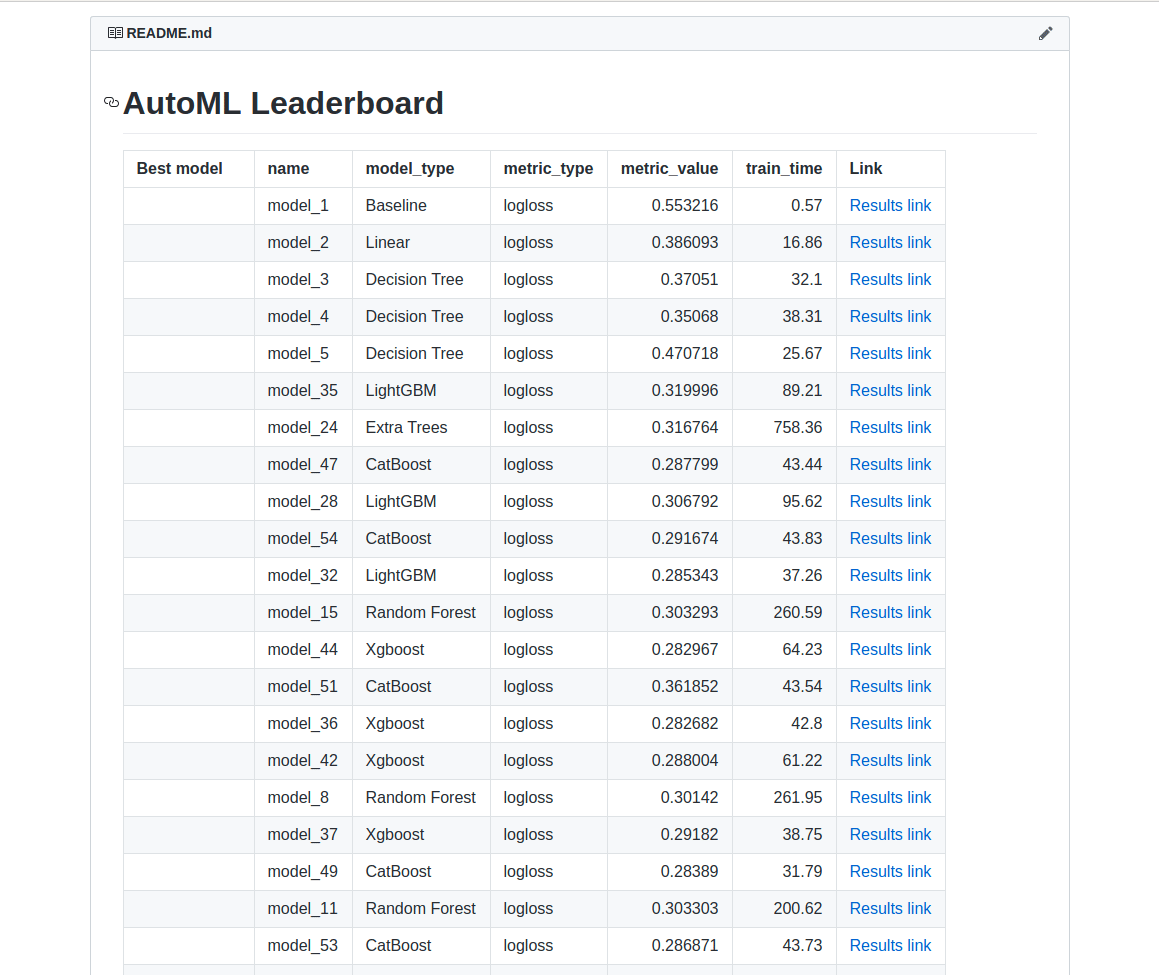 README.md
AutoML Leaderboard
Best model name model_type metric_type metric_value train_time Link
model_1 Baseline logloss 0.553216 0.57 Results link
model_2 Linear logloss 0.386093 16.86 Results link
model_3 Decision Tree logloss 0.37051 32.1 Results link
model_4 Decision Tree logloss 0.35068 38.31 Results link
model_5 Decision Tree logloss 0.470718 25.67 Results link
model_35 LightGBM logloss 0.319996 89.21 Results link
model_24 Extra Trees logloss 0.316764 758.36 Results link
model_47 CatBoost logloss 0.287799 43.44 Results link
model_28 LightGBM logloss 0.306792 95.62 Results link
model_54 CatBoost logloss 0.291674 43.83 Results link
model_32 LightGBM logloss 0.285343 37.26 Results link
model_15 Random Forest logloss 0.303293 260.59 Results link
model_44 Xgboost logloss 0.282967 64.23 Results link
model_51 CatBoost logloss 0.361852 43.54 Results link
model_36 Xgboost logloss 0.282682 42.8 Results link
model_42 Xgboost logloss 0.288004 61.22 Results link
model_8 Random Forest logloss 0.30142 261.95 Results link
model_37 Xgboost logloss 0.29182 38.75 Results link
model_49 CatBoost logloss 0.28389 31.79 Results link
model_11 Random Forest logloss 0.303303 200.62 Results link
model_53 CatBoost logloss 0.286871 43.73 Results link